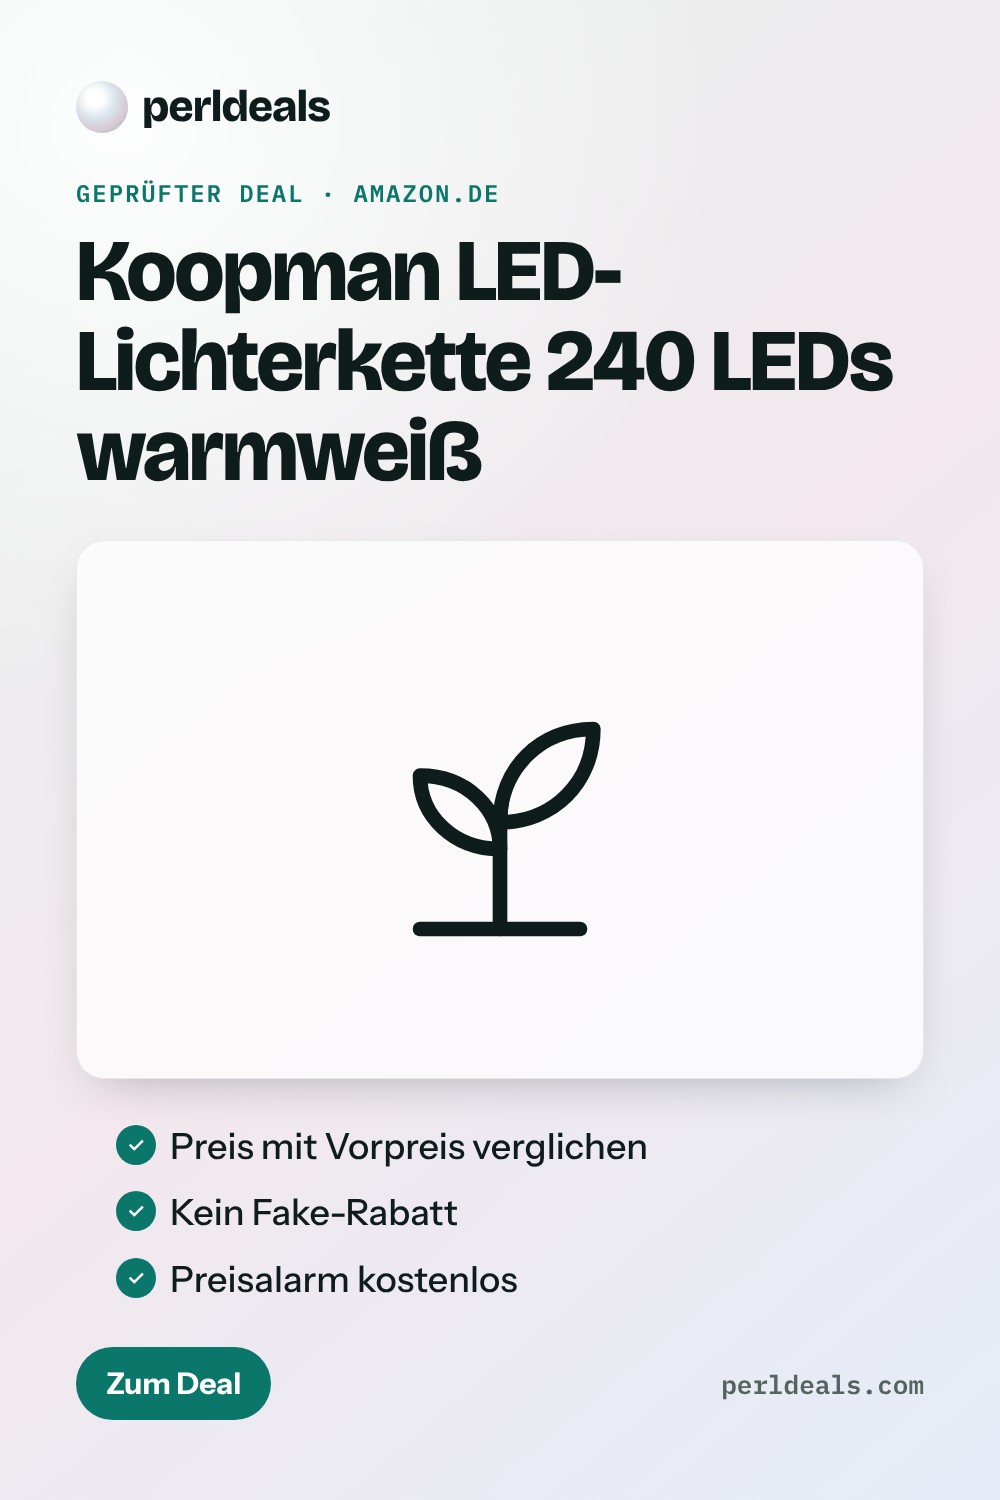 perldeals
GEPRÜFTER DEAL · AMAZON.DE
Koopman LED-
Lichterkette 240 LEDs
warmweiß
Preis mit Vorpreis verglichen
Kein Fake-Rabatt
Preisalarm kostenlos
Zum Deal
perldeals.com